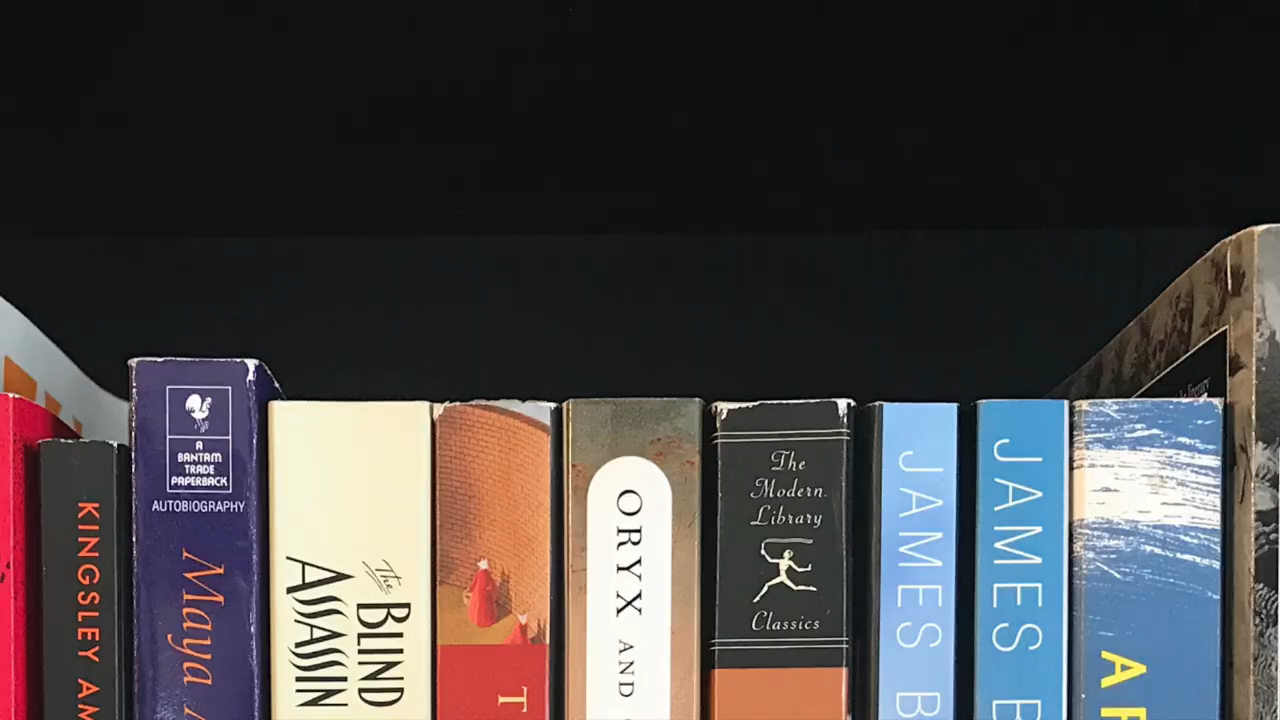 KINGSLEY AM
A
BANTAM
TRADE
PAPERBACK
AUTOBIOGRAPHY
Maya
The
BLIND
ASSASSIN
T
ORYX AND
The
Modern
Library
Classics
JAMES B
JAMES B
A